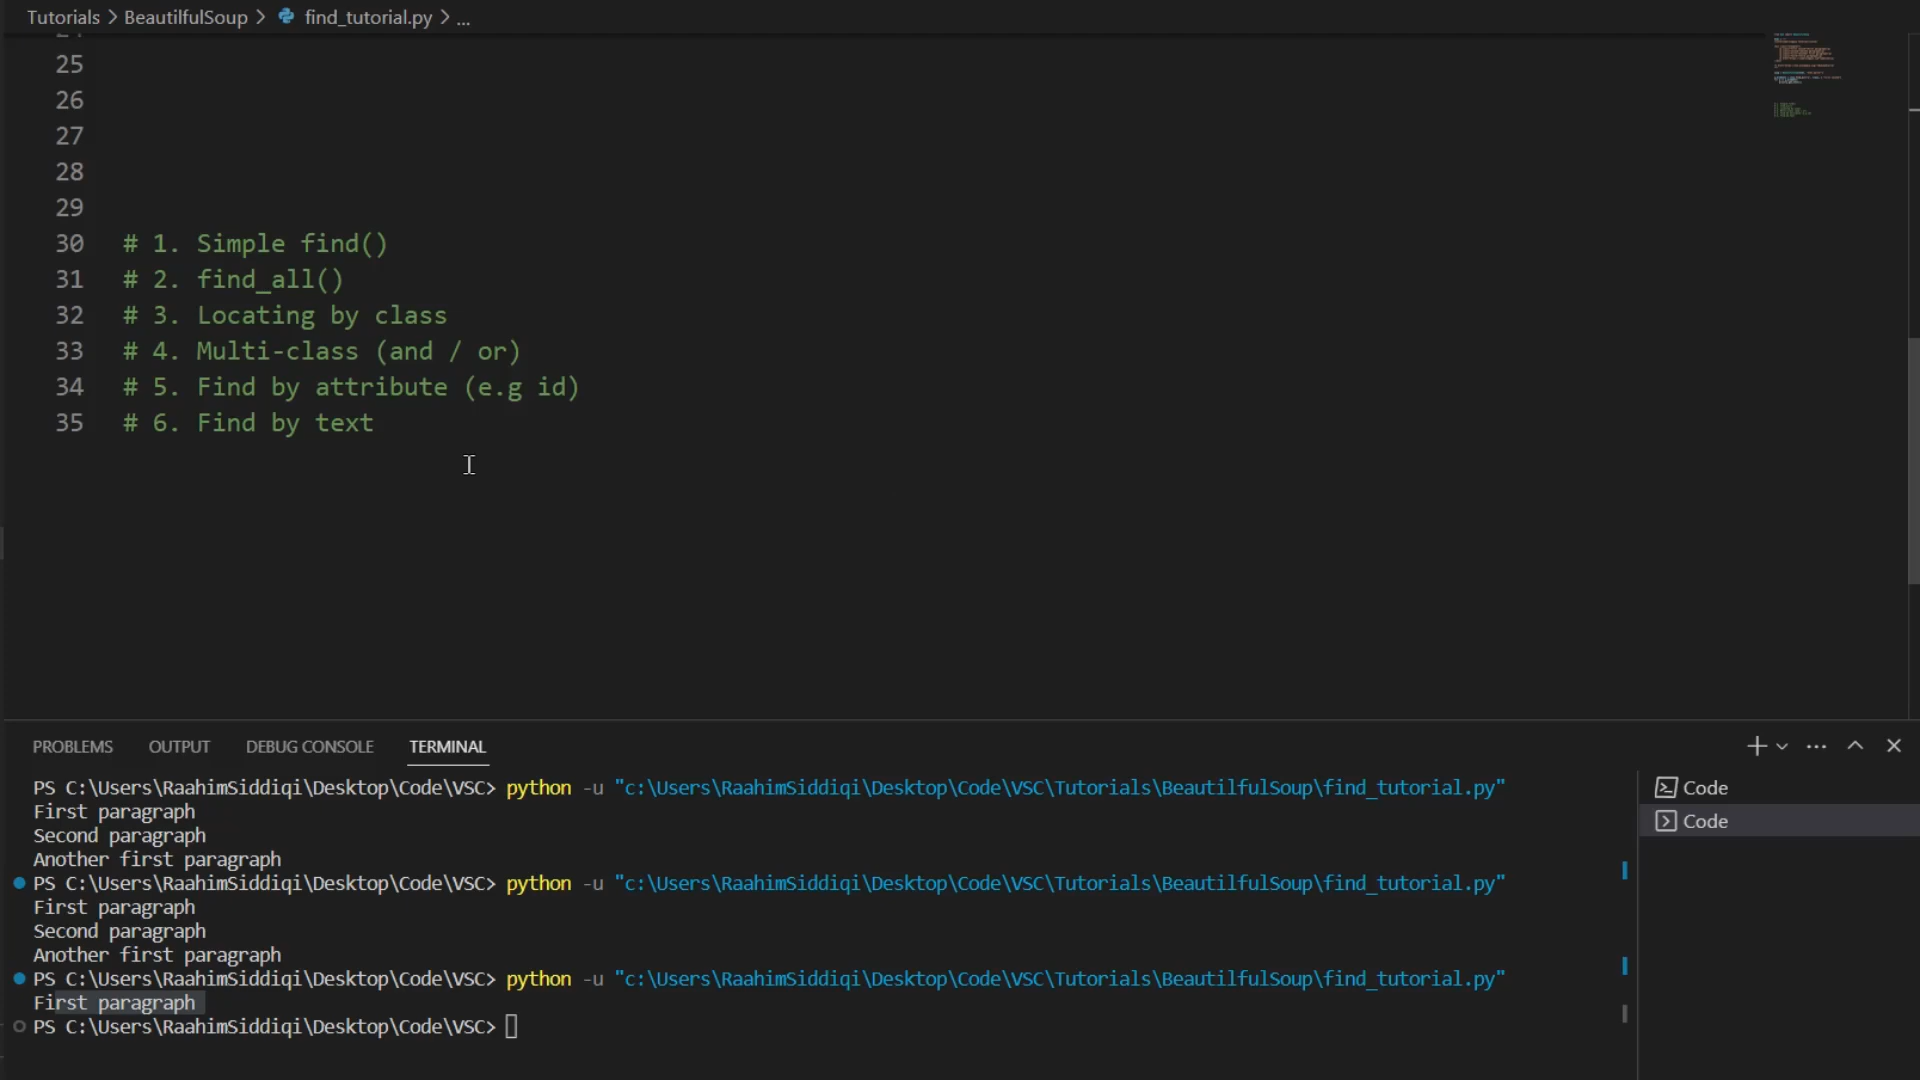 Tutorials > BeautilfulSoup > find_tutorial.py > ...
25
26
27
28
29
30 # 1. Simple find()
31 # 2. find_all()
32 # 3. Locating by class
33 # 4. Multi-class (and / or)
34 # 5. Find by attribute (e.g id)
35 # 6. Find by text
PROBLEMS OUTPUT DEBUG CONSOLE TERMINAL
PS C:\Users\RaahimSiddiqi\Desktop\Code\VSC> python -u "c:\Users\RaahimSiddiqi\Desktop\Code\VSC\Tutorials\BeautilfulSoup\find_tutorial.py"
First paragraph
Second paragraph
Another first paragraph
PS C:\Users\RaahimSiddiqi\Desktop\Code\VSC> python -u "c:\Users\RaahimSiddiqi\Desktop\Code\VSC\Tutorials\BeautilfulSoup\find_tutorial.py"
First paragraph
Second paragraph
Another first paragraph
PS C:\Users\RaahimSiddiqi\Desktop\Code\VSC> python -u "c:\Users\RaahimSiddiqi\Desktop\Code\VSC\Tutorials\BeautilfulSoup\find_tutorial.py"
First paragraph
PS C:\Users\RaahimSiddiqi\Desktop\Code\VSC>
Code
Code